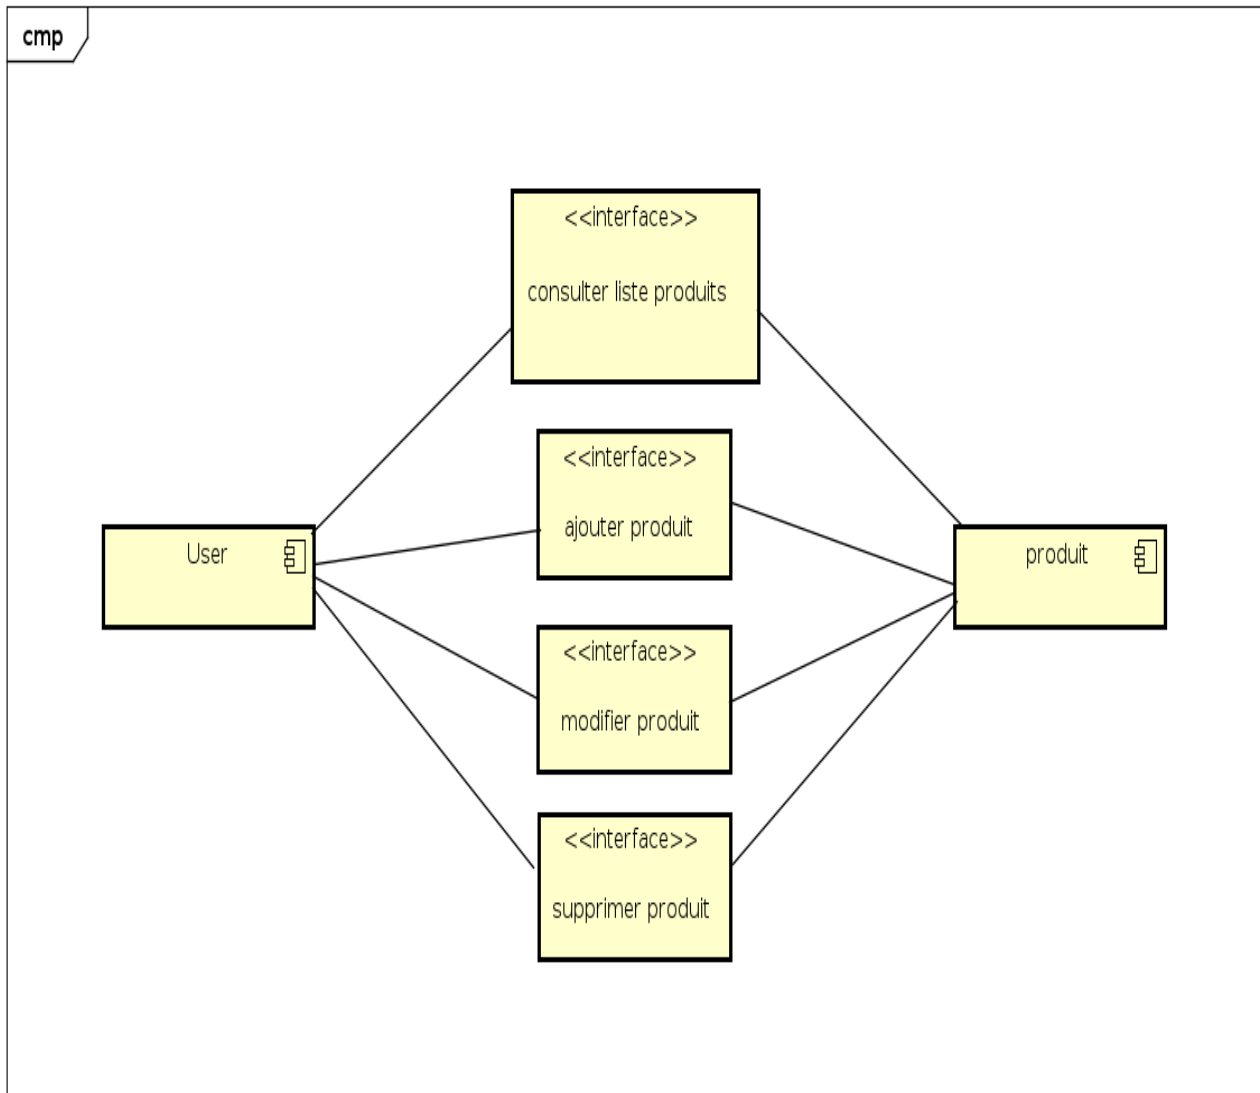 cmp
<<interface>>
consulter liste produits
<<interface>>
ajouter produit
User
produit
<<interface>>
modifier produit
<<interface>>
supprimer produit